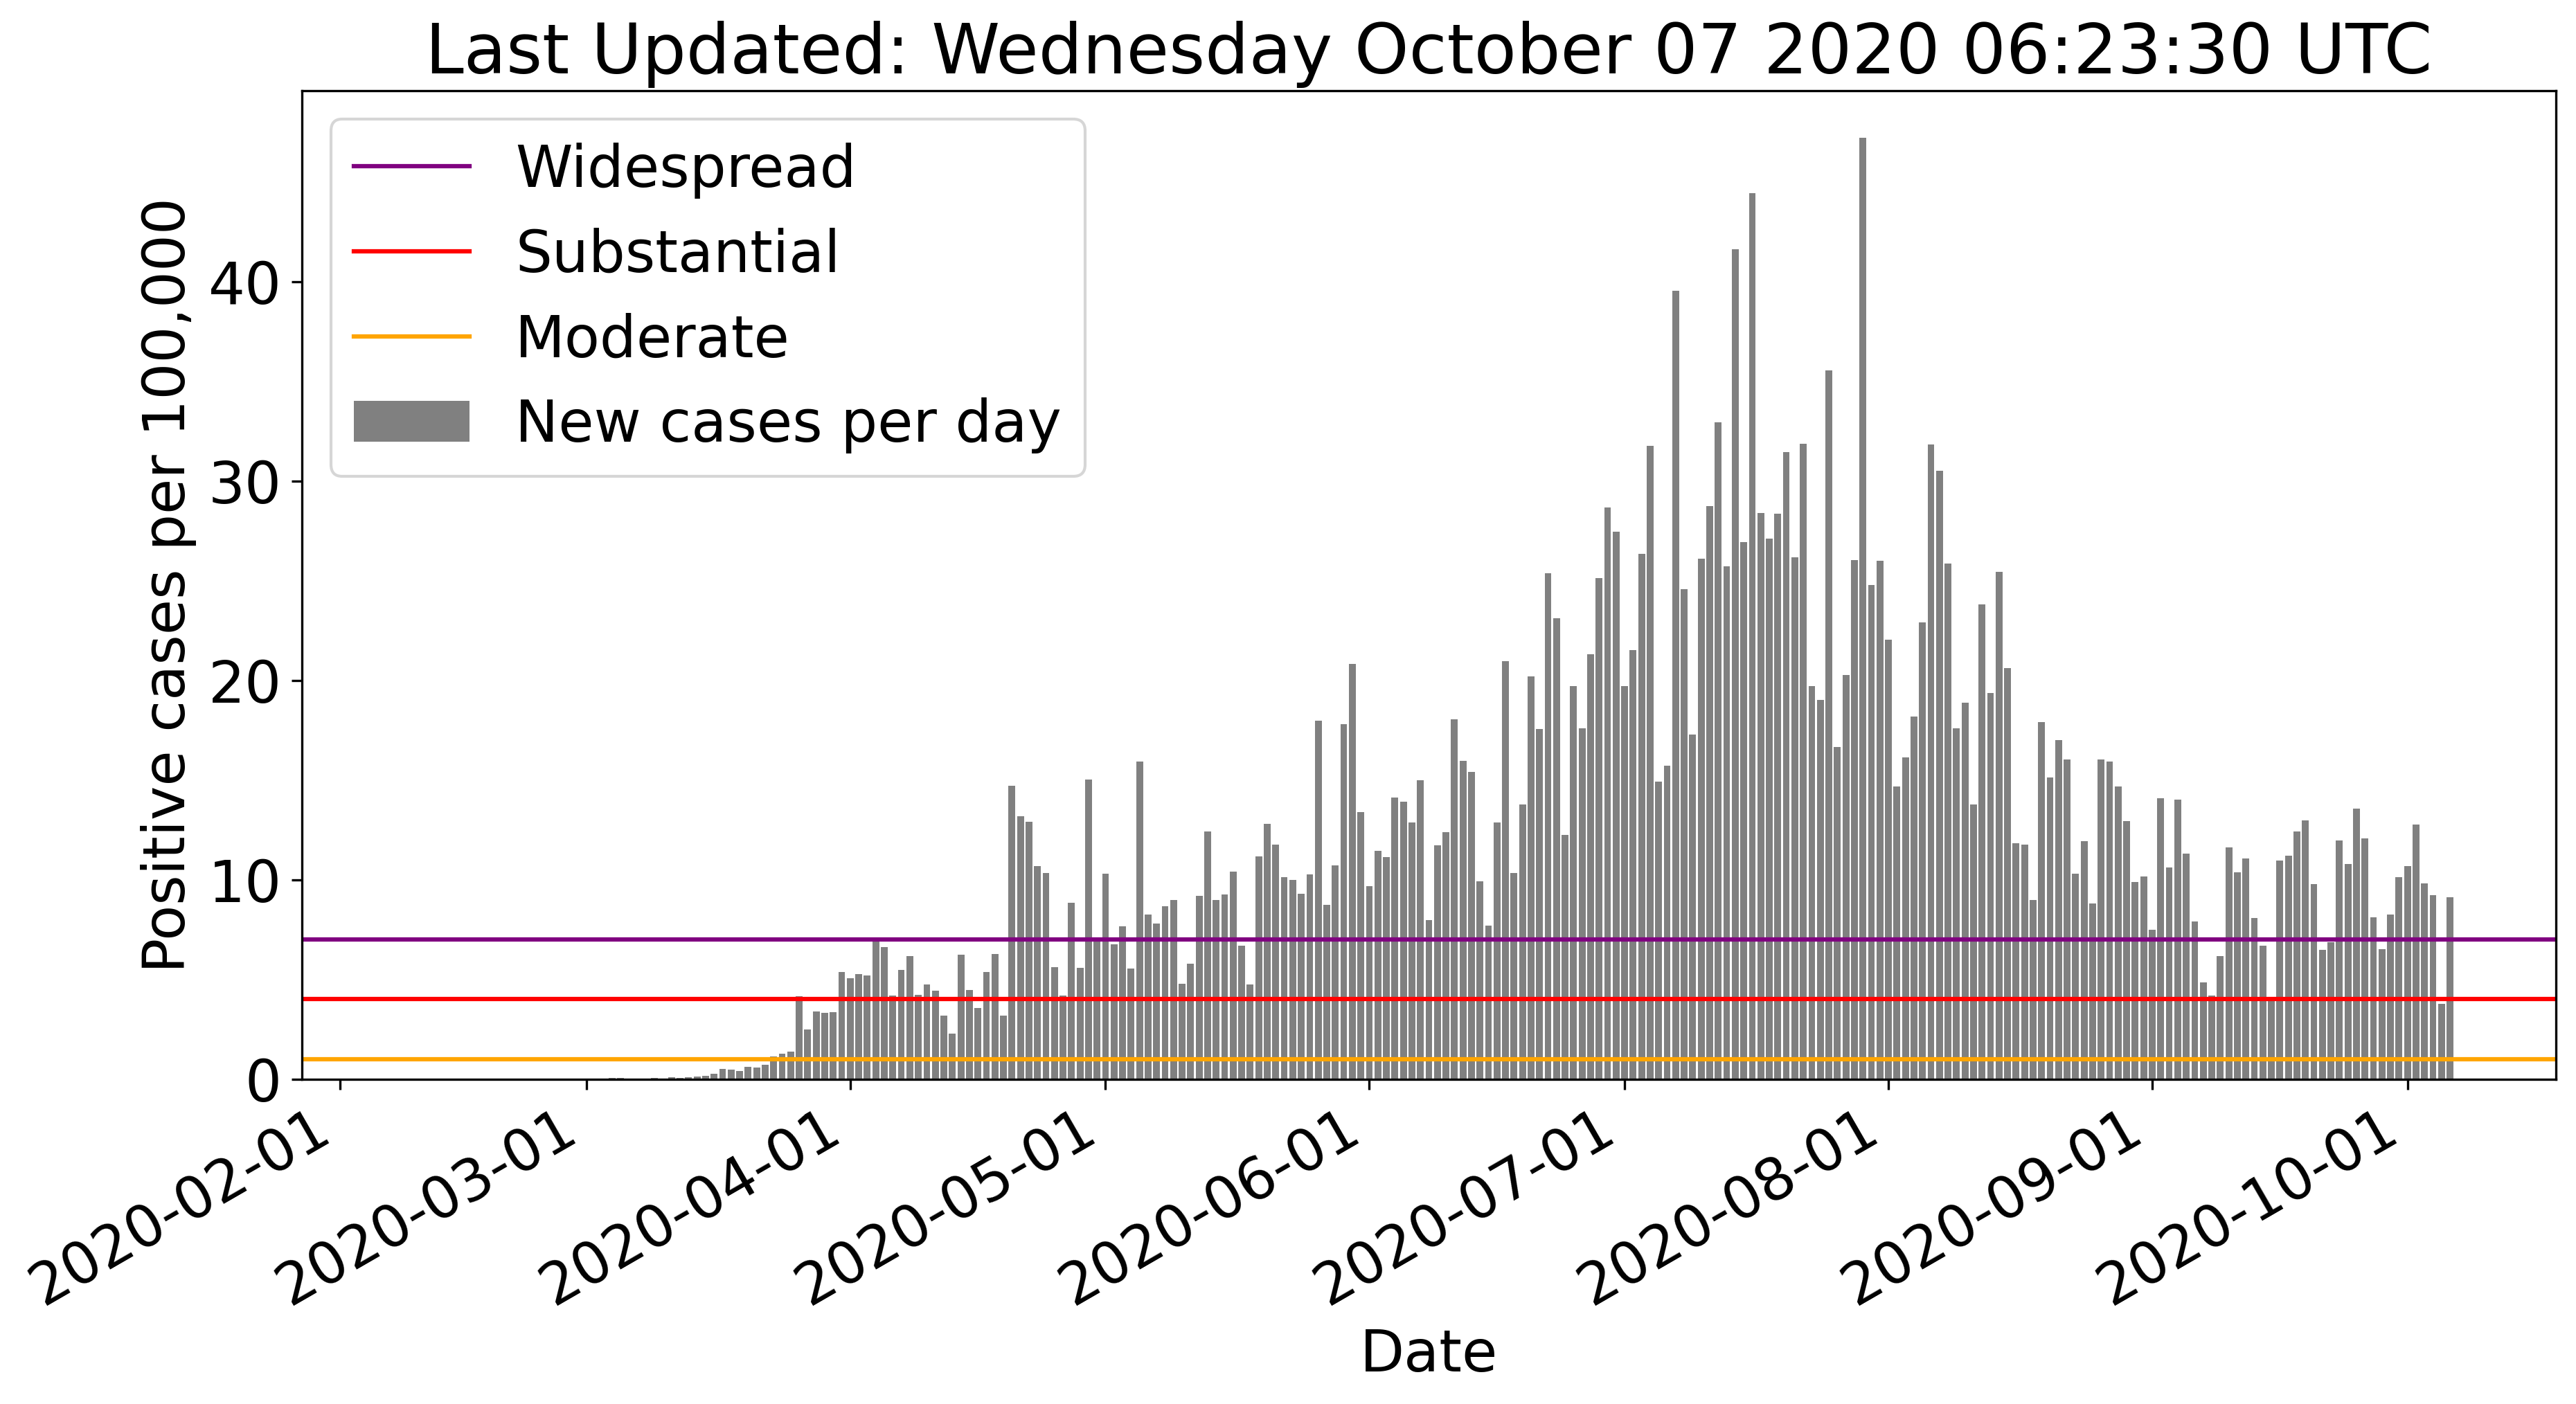 Last Updated: Wednesday October 07 2020 06:23:30 UTC
Widespread
Substantial
Moderate
New cases per day
Positive cases per 100,000
40
30
20
10
0
2020-02-01
2020-03-01
2020-04-01
2020-05-01
2020-06-01
2020-07-01
2020-08-01
2020-09-01
2020-10-01
Date